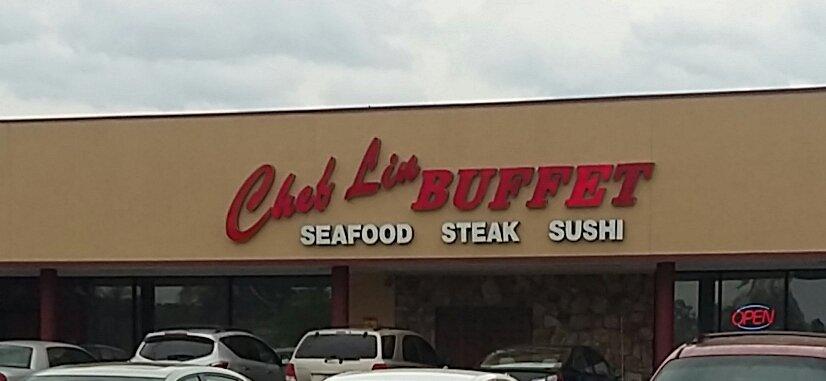 Chef Lin BUFFET
SEAFOOD STEAK SUSHI
OPEN